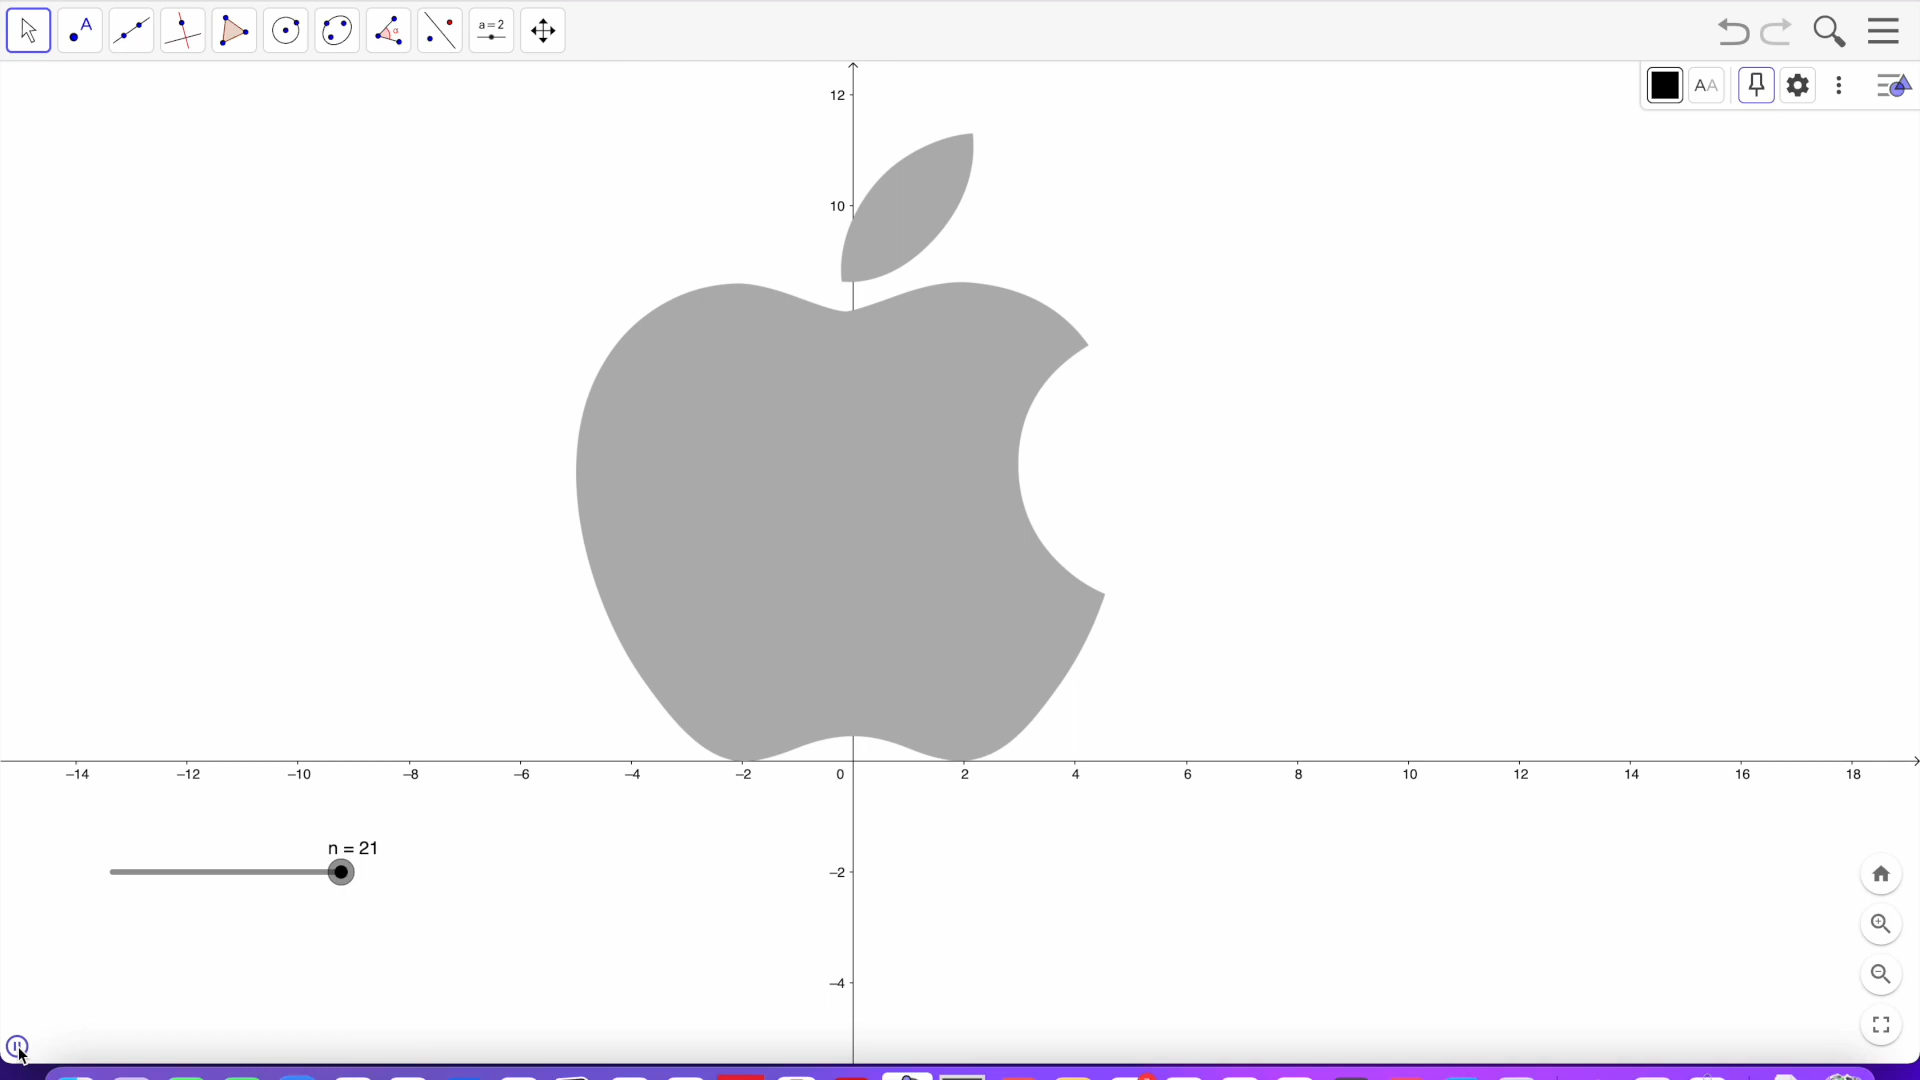 A
α
a = 2
AA
12
10
–14 –12 –10 –8 –6 –4 –2 0 2 4 6 8 10 12 14 16 18
n = 21
–2
–4